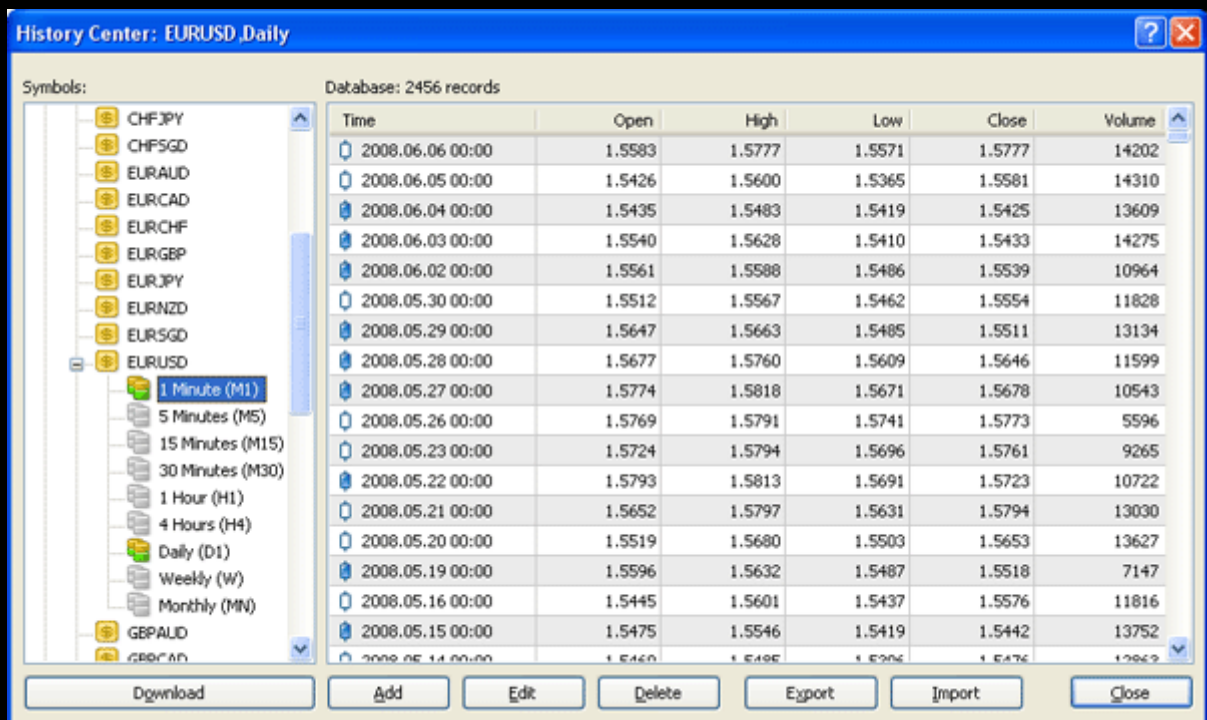 History Center: EURUSD,Daily
Symbols:
Database: 2456 records
CHFJPY
CHFSGD
EURAUD
EURCAD
EURCHF
EURGBP
EURJPY
EURNZD
EURSGD
EURUSD
1 Minute (M1)
5 Minutes (M5)
15 Minutes (M15)
30 Minutes (M30)
1 Hour (H1)
4 Hours (H4)
Daily (D1)
Weekly (W)
Monthly (MN)
GBPAUD
GBPCAD
Time Open High Low Close Volume
2008.06.06 00:00 1.5583 1.5777 1.5571 1.5777 14202
2008.06.05 00:00 1.5426 1.5600 1.5365 1.5581 14310
2008.06.04 00:00 1.5435 1.5483 1.5419 1.5425 13609
2008.06.03 00:00 1.5540 1.5628 1.5410 1.5433 14275
2008.06.02 00:00 1.5561 1.5588 1.5486 1.5539 10964
2008.05.30 00:00 1.5512 1.5567 1.5462 1.5554 11828
2008.05.29 00:00 1.5647 1.5663 1.5485 1.5511 13134
2008.05.28 00:00 1.5677 1.5760 1.5609 1.5646 11599
2008.05.27 00:00 1.5774 1.5818 1.5671 1.5678 10543
2008.05.26 00:00 1.5769 1.5791 1.5741 1.5773 5596
2008.05.23 00:00 1.5724 1.5794 1.5696 1.5761 9265
2008.05.22 00:00 1.5793 1.5813 1.5691 1.5723 10722
2008.05.21 00:00 1.5652 1.5797 1.5631 1.5794 13030
2008.05.20 00:00 1.5519 1.5680 1.5503 1.5653 13627
2008.05.19 00:00 1.5596 1.5632 1.5487 1.5518 7147
2008.05.16 00:00 1.5445 1.5601 1.5437 1.5576 11816
2008.05.15 00:00 1.5475 1.5546 1.5419 1.5442 13752
2008.05.14 00:00
Download Add Edit Delete Export Import Close